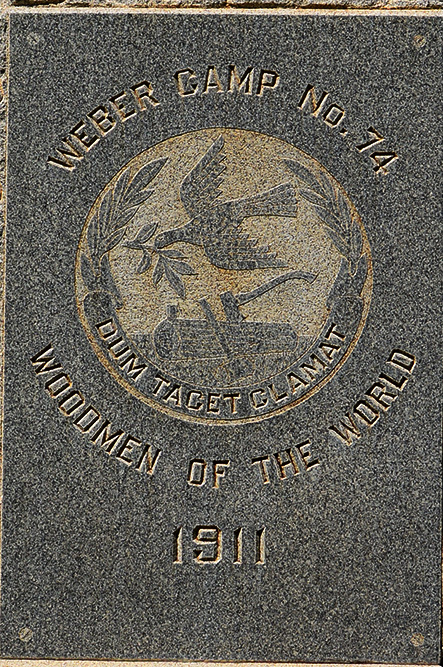 WEBER CAMP No. 74
DUM TACET CLAMAT
WOODMEN OF THE WORLD
1911